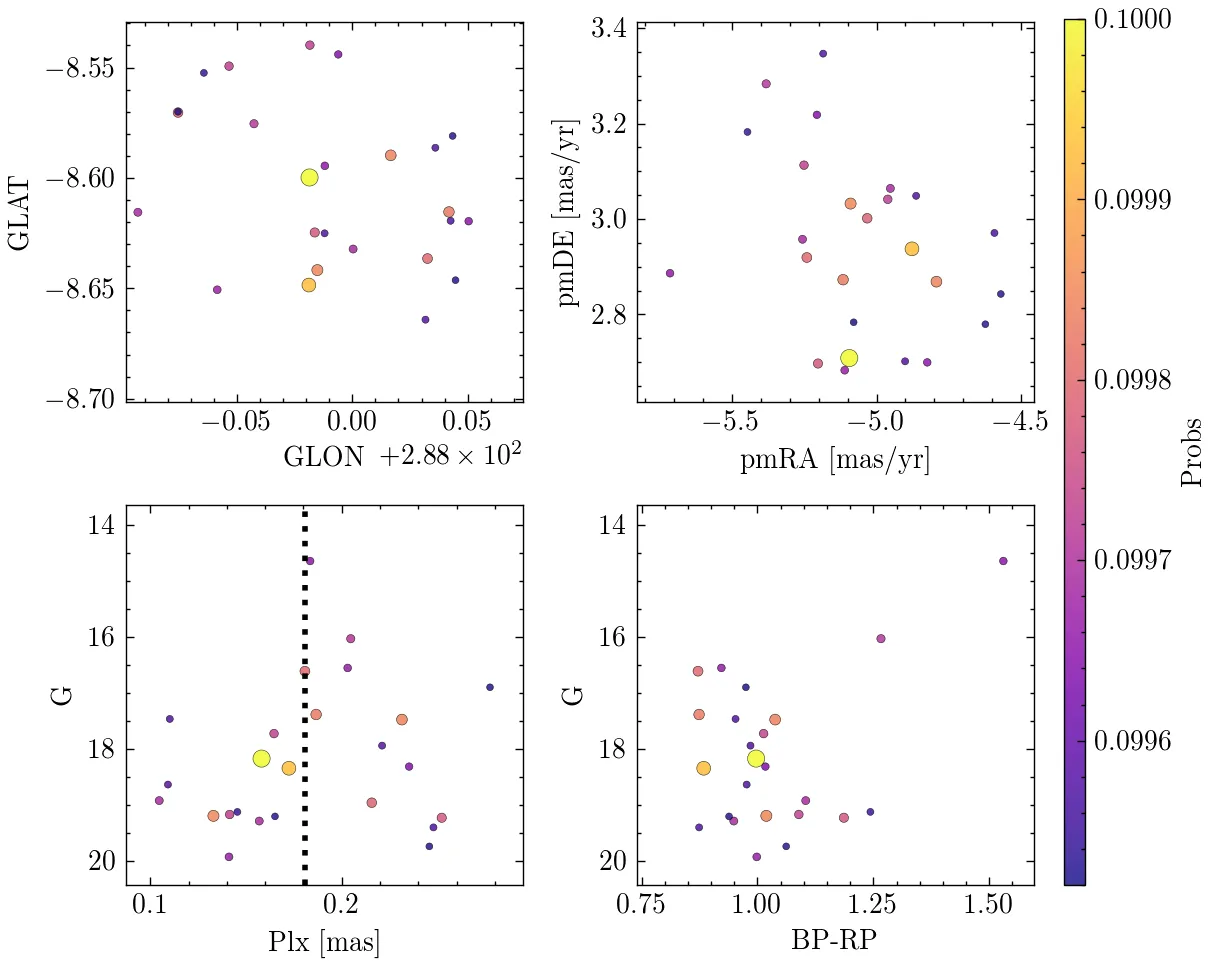 −8.55
−8.60
−8.65
−8.70
GLAT
−0.05 0.00 0.05
GLON +2.88 × 10²
3.4
3.2
3.0
2.8
pmDE [mas/yr]
−5.5 −5.0 −4.5
pmRA [mas/yr]
14
16
18
20
G
0.1 0.2
Plx [mas]
14
16
18
20
G
0.75 1.00 1.25 1.50
BP-RP
0.1000
0.0999
0.0998
0.0997
0.0996
Probs